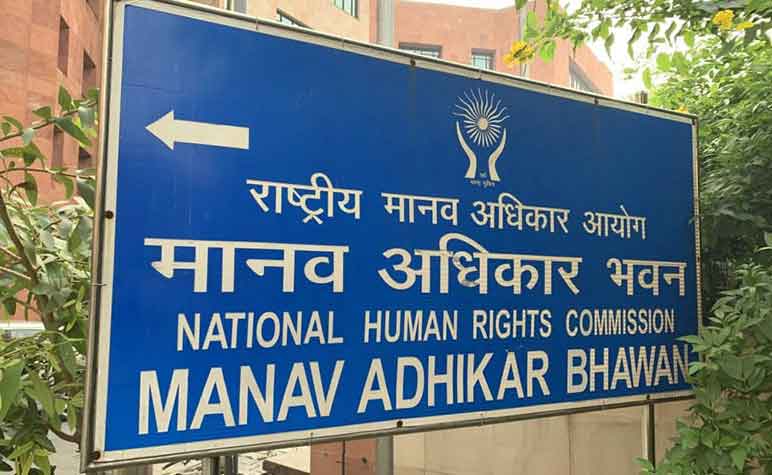 राष्ट्रीय मानव अधिकार आयोग
मानव अधिकार भवन
NATIONAL HUMAN RIGHTS COMMISSION
MANAV ADHIKAR BHAWAN